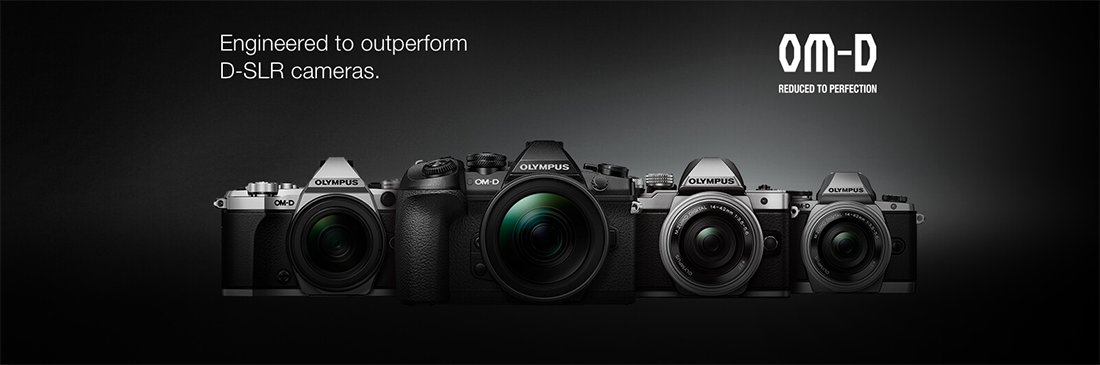 Engineered to outperform
D-SLR cameras.
OM-D
REDUCED TO PERFECTION
OLYMPUS
OM-D
OLYMPUS
OM-D
OLYMPUS
OLYMPUS